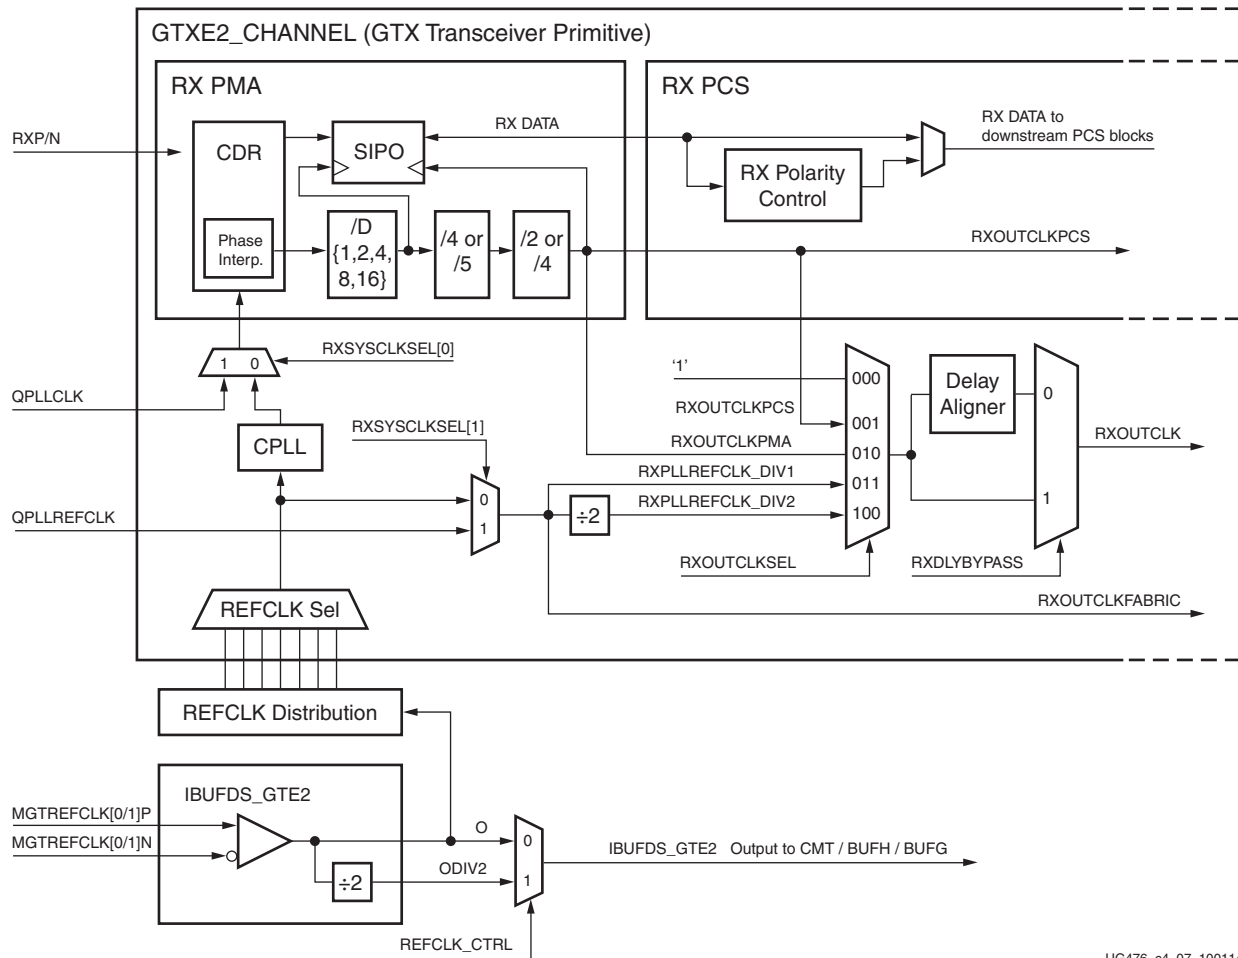 GTXE2_CHANNEL (GTX Transceiver Primitive)
RX PMA
RX PCS
RXP/N
CDR
SIPO
RX DATA
RX DATA to
downstream PCS blocks
RX Polarity
Control
Phase
Interp.
/D
{1,2,4,
8,16}
/4 or
/5
/2 or
/4
RXOUTCLKPCS
1 0
RXSYSCLKSEL[0]
QPLLCLK
CPLL
RXSYSCLKSEL[1]
QPLLREFCLK
0
1
÷2
'1'
RXOUTCLKPCS
RXOUTCLKPMA
RXPLLREFCLK_DIV1
RXPLLREFCLK_DIV2
000
001
010
011
100
Delay
Aligner
0
1
RXOUTCLK
RXOUTCLKSEL
RXDLYBYPASS
RXOUTCLKFABRIC
REFCLK Sel
REFCLK Distribution
IBUFDS_GTE2
MGTREFCLK[0/1]P
MGTREFCLK[0/1]N
÷2
O
ODIV2
0
1
IBUFDS_GTE2 Output to CMT / BUFH / BUFG
REFCLK_CTRL